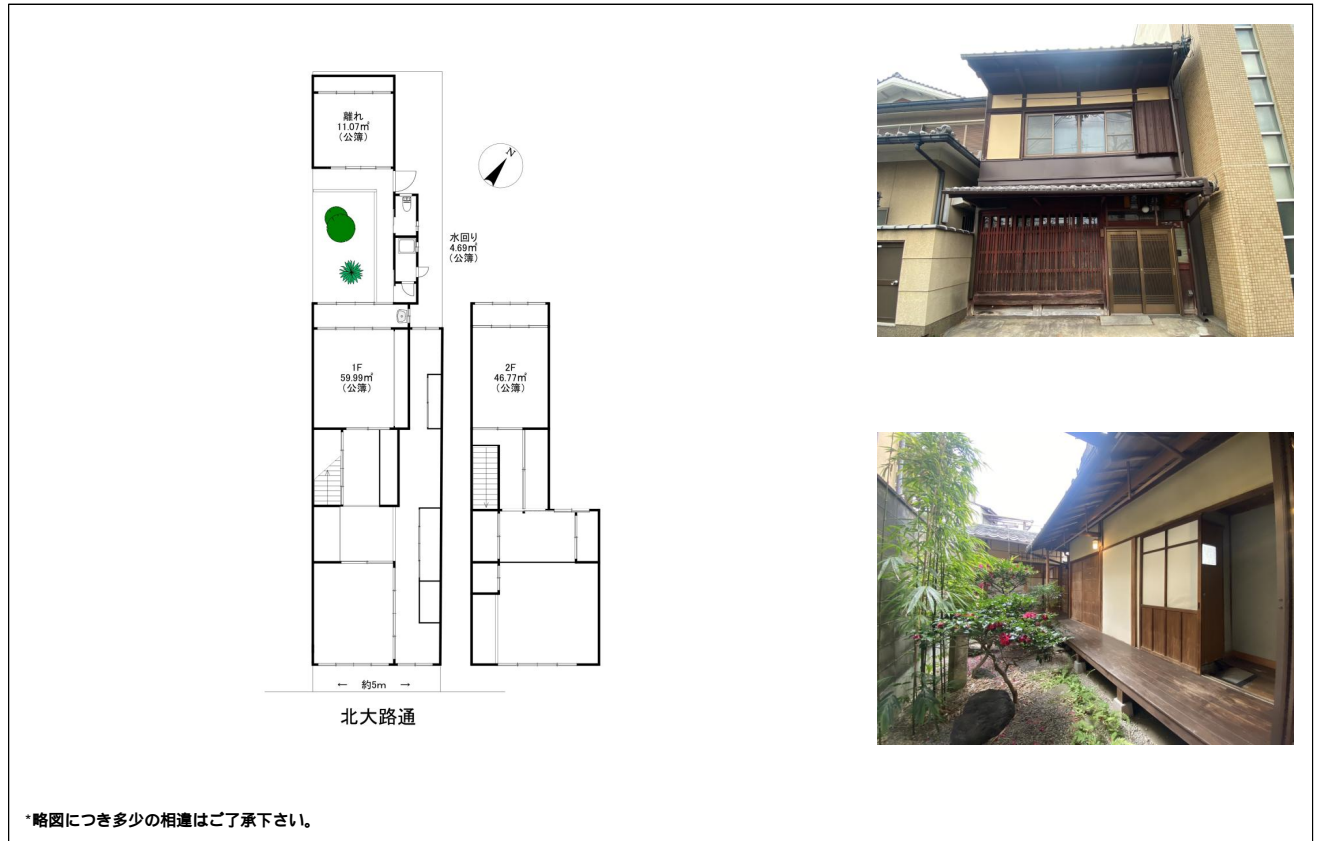 離れ
11.07㎡
(公簿)
N
水回り
4.69㎡
(公簿)
1F
59.99㎡
(公簿)
2F
46.77㎡
(公簿)
← 約5m →
北大路通
*略図につき多少の相違はご了承下さい。